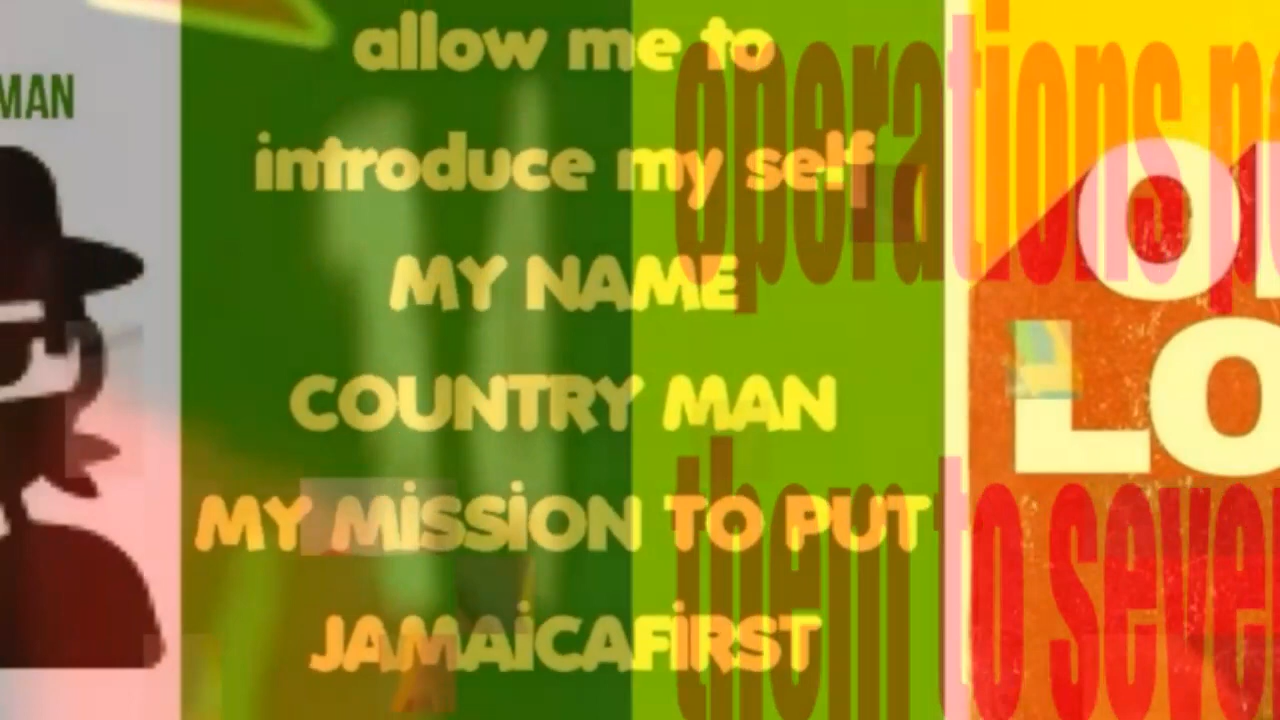 MAN
allow me to
introduce my self
MY NAME
COUNTRY MAN
MY MISSION TO PUT
JAMAICAFIRST
operations
them to
LO